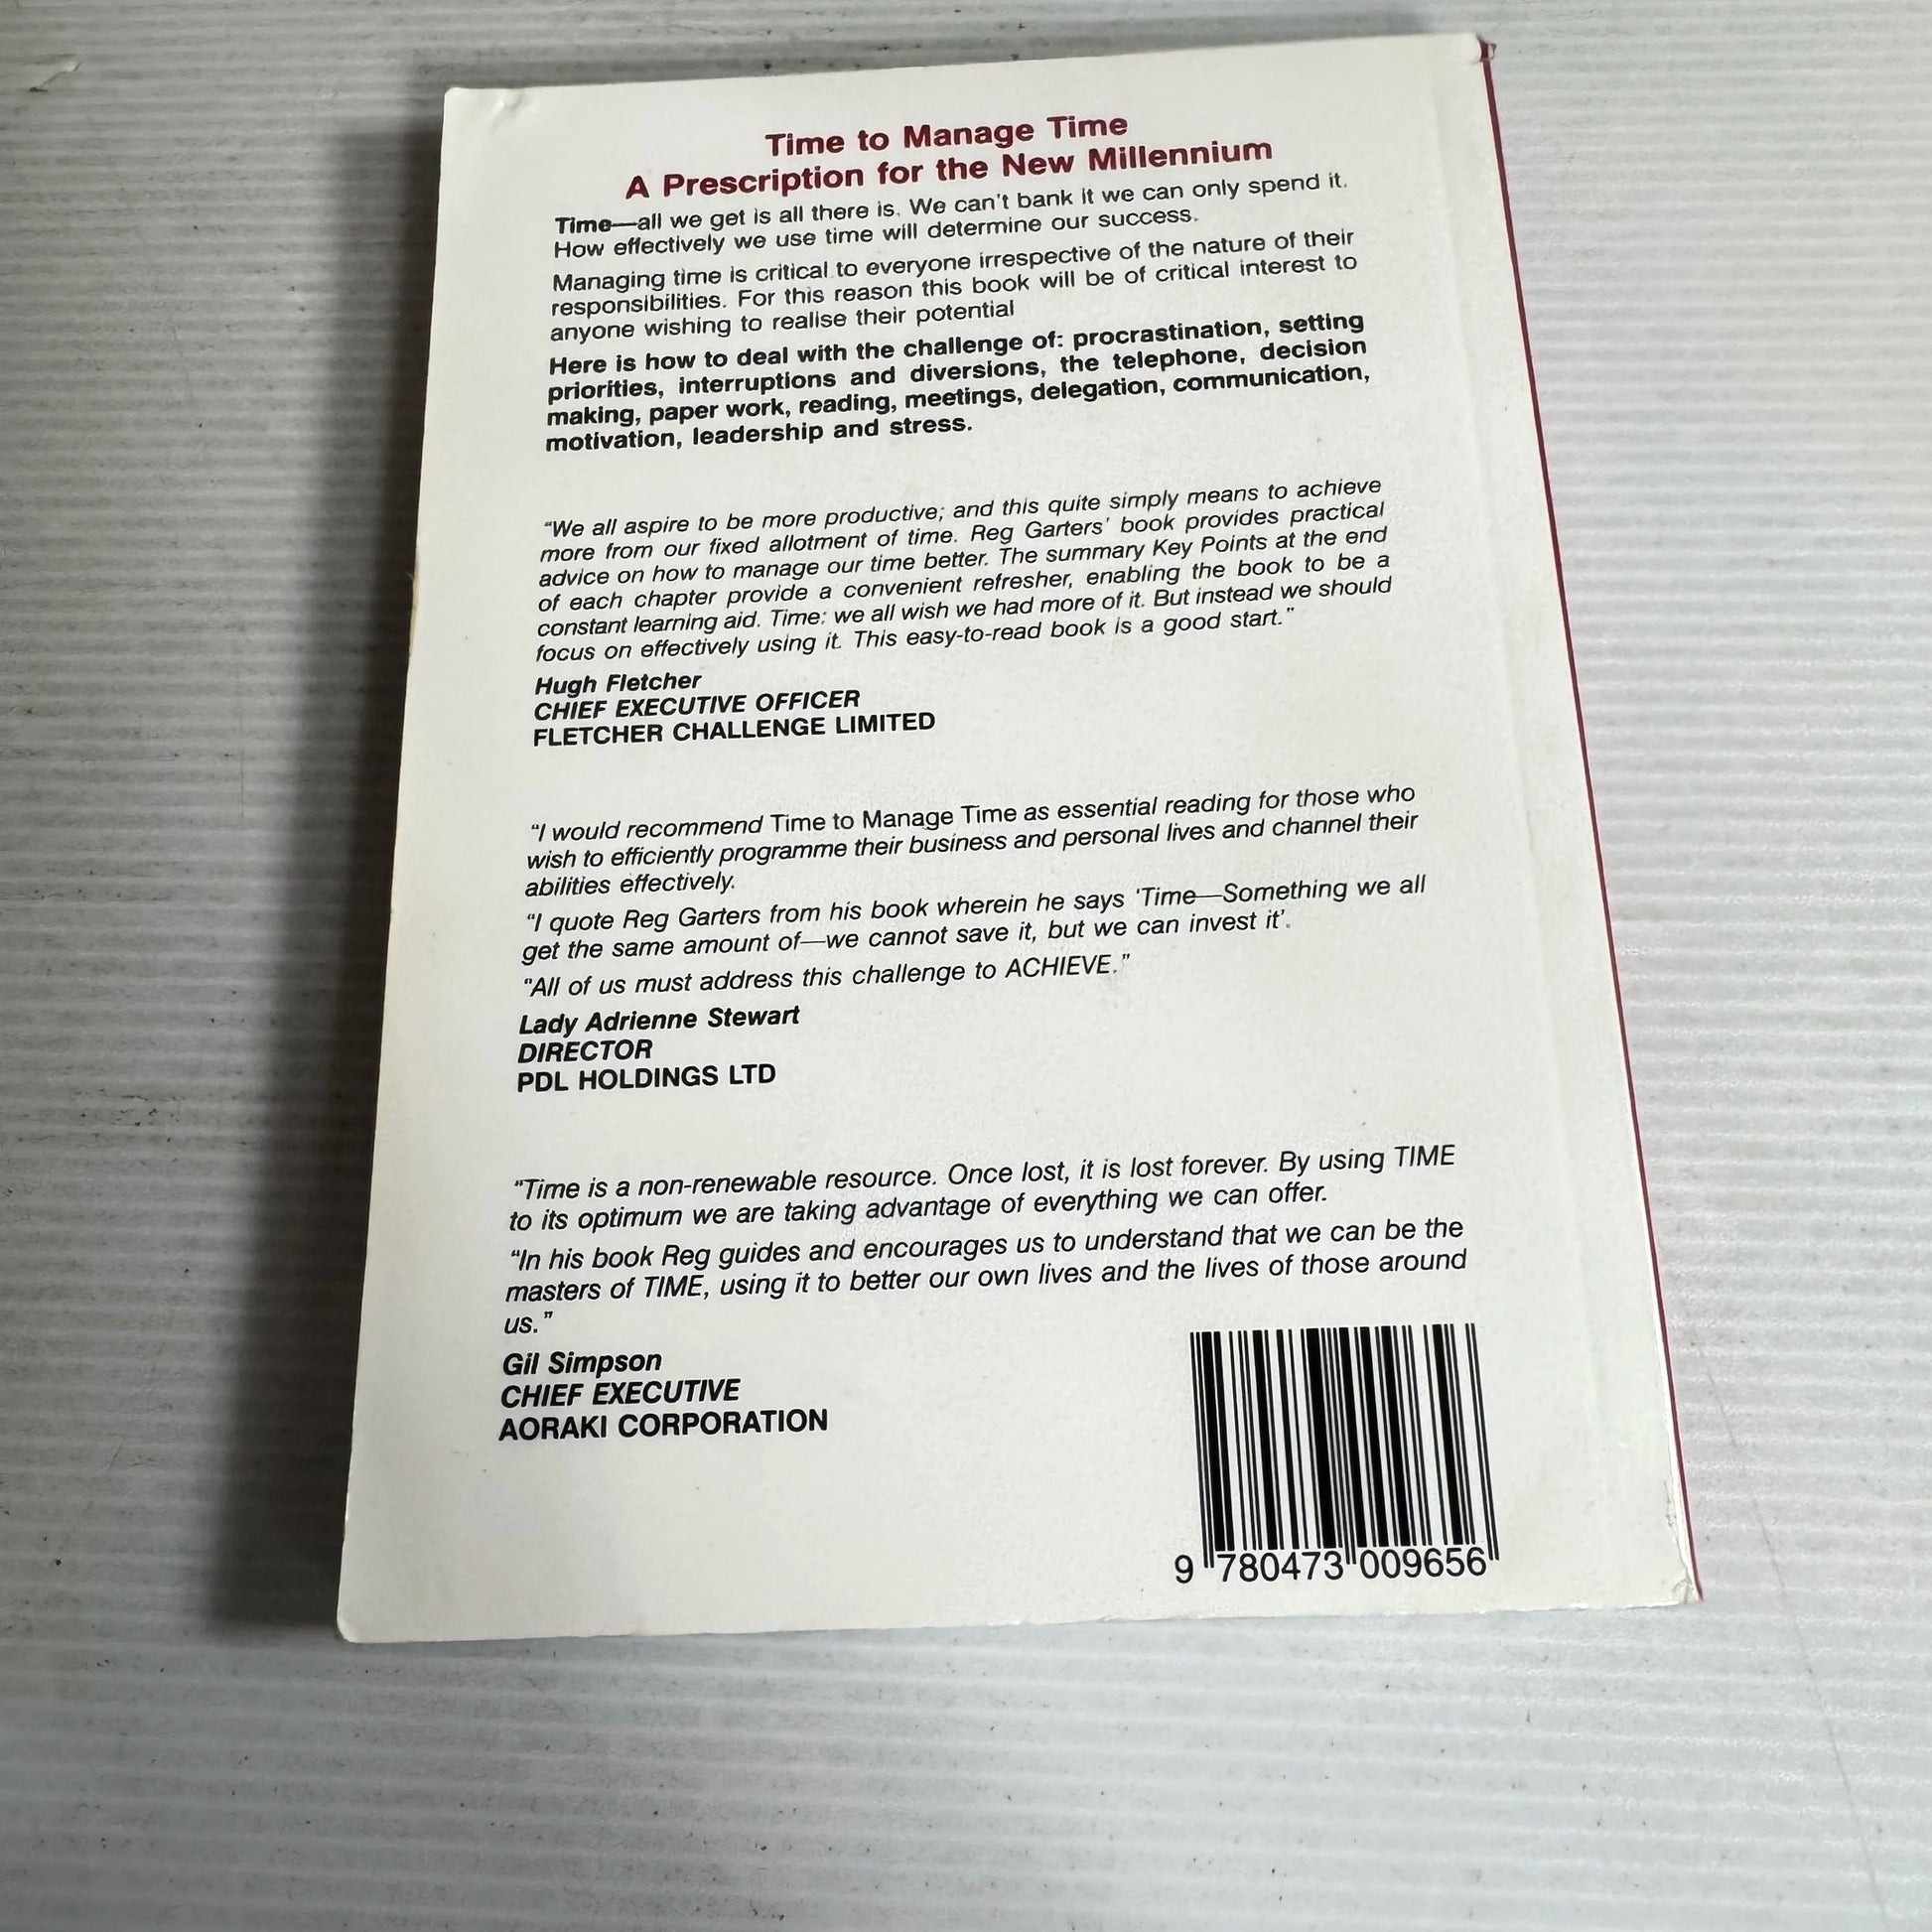 Time to Manage Time
A Prescription for the New Millennium
Time—all we get is all there is. We can't bank it we can only spend it.
How effectively we use time will determine our success.
Managing time is critical to everyone irrespective of the nature of their
responsibilities. For this reason this book will be of critical interest to
anyone wishing to realise their potential
Here is how to deal with the challenge of: procrastination, setting
priorities, interruptions and diversions, the telephone, decision
making, paper work, reading, meetings, delegation, communication,
motivation, leadership and stress.
“We all aspire to be more productive; and this quite simply means to achieve
more from our fixed allotment of time. Reg Garters' book provides practical
advice on how to manage our time better. The summary Key Points at the end
of each chapter provide a convenient refresher, enabling the book to be a
constant learning aid. Time: we all wish we had more of it. But instead we should
focus on effectively using it. This easy-to-read book is a good start.”
Hugh Fletcher
CHIEF EXECUTIVE OFFICER
FLETCHER CHALLENGE LIMITED
“I would recommend Time to Manage Time as essential reading for those who
wish to efficiently programme their business and personal lives and channel their
abilities effectively.
“I quote Reg Garters from his book wherein he says 'Time—Something we all
get the same amount of—we cannot save it, but we can invest it'.
“All of us must address this challenge to ACHIEVE.”
Lady Adrienne Stewart
DIRECTOR
PDL HOLDINGS LTD
“Time is a non-renewable resource. Once lost, it is lost forever. By using TIME
to its optimum we are taking advantage of everything we can offer.
“In his book Reg guides and encourages us to understand that we can be the
masters of TIME, using it to better our own lives and the lives of those around
us.”
Gil Simpson
CHIEF EXECUTIVE
AORAKI CORPORATION
9 780473 009656